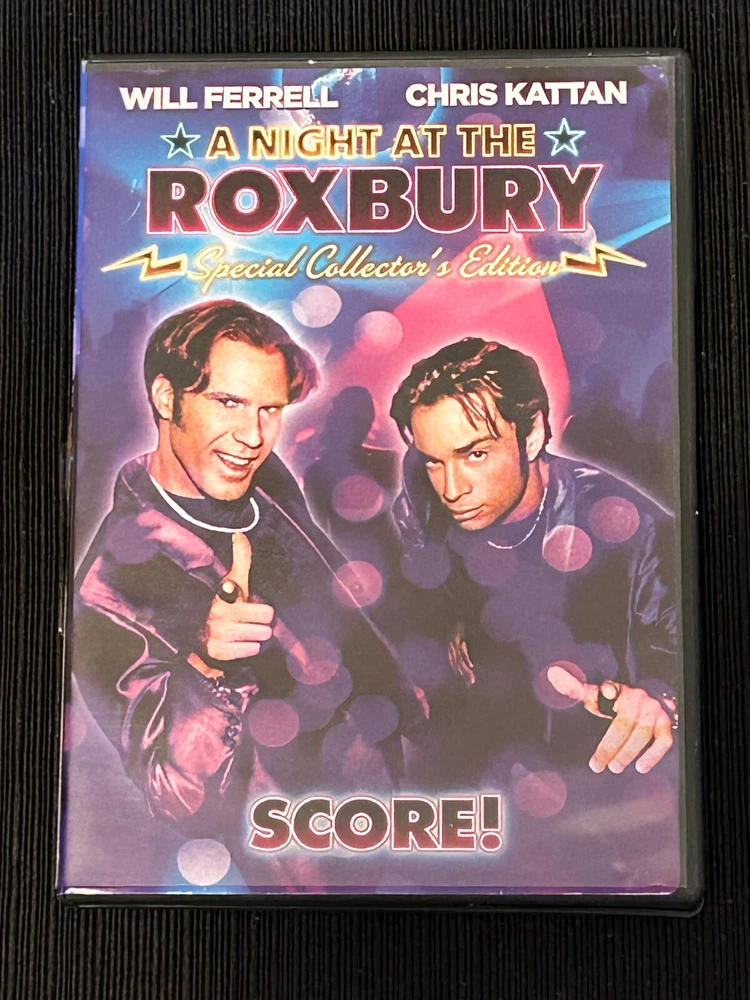 WILL FERRELL CHRIS KATTAN
A NIGHT AT THE
ROXBURY
Special Collector's Edition
SCORE!